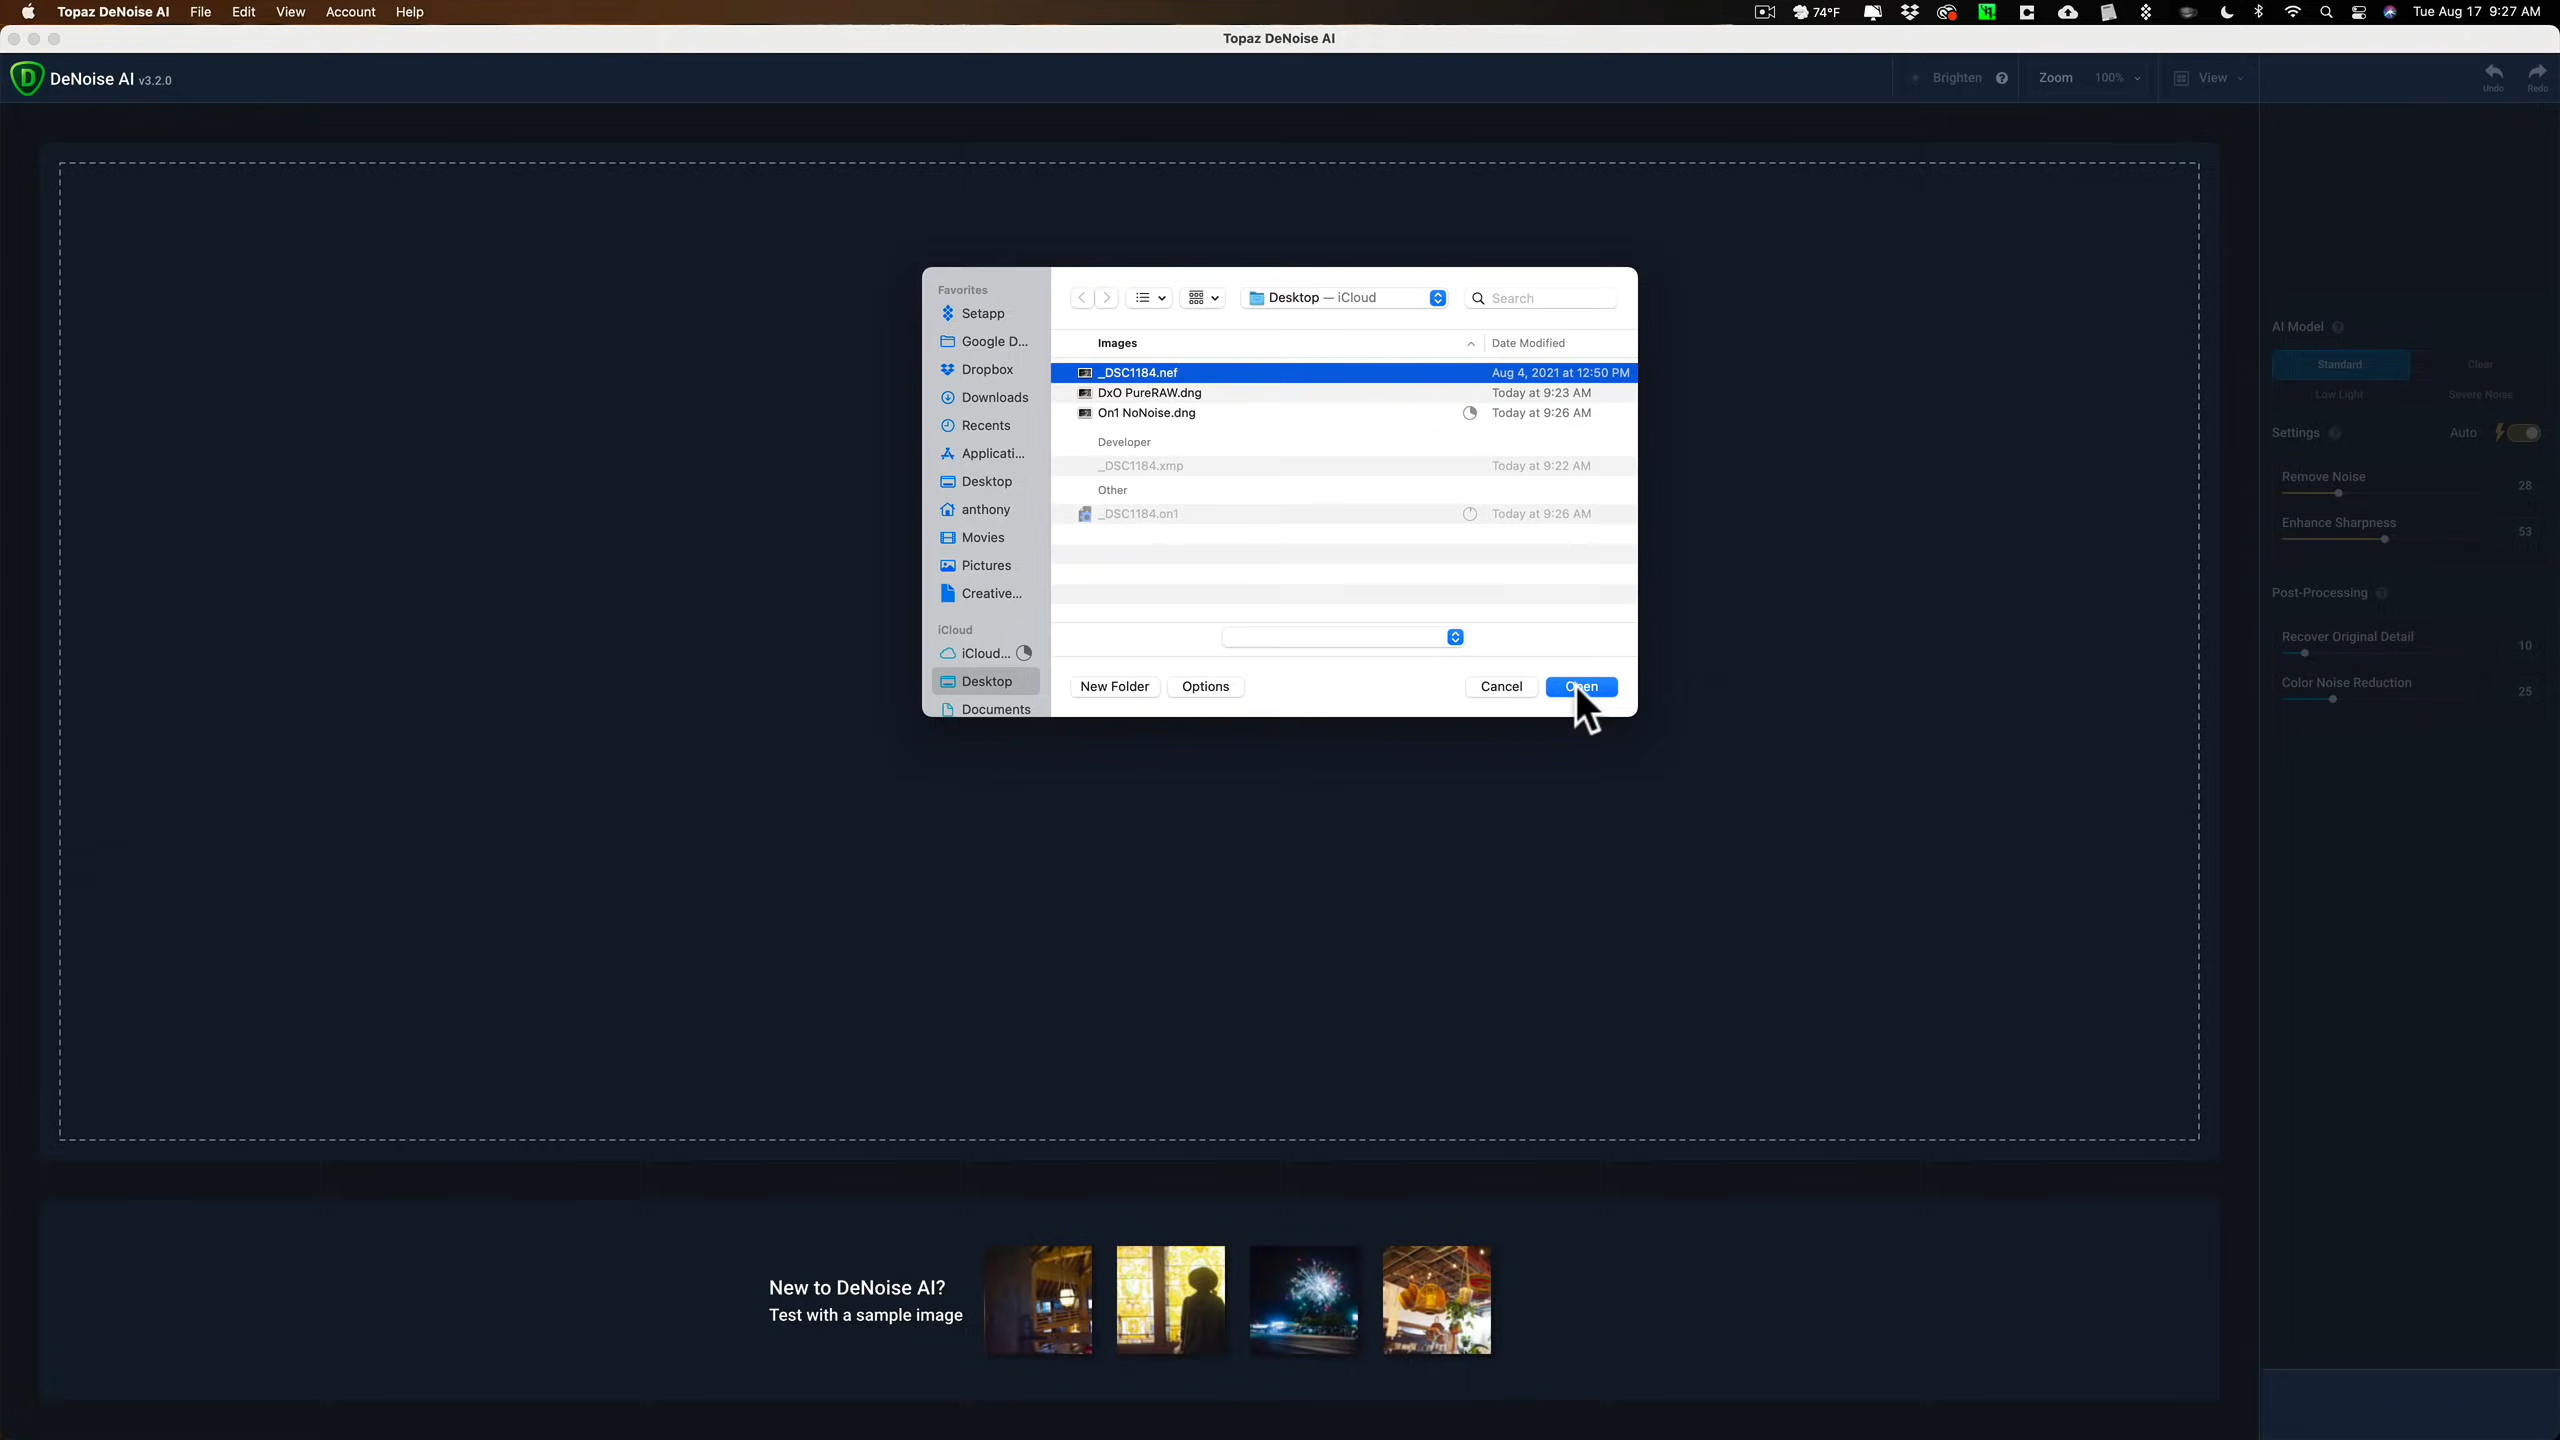 Topaz DeNoise AI File Edit View Account Help 74°F Tue Aug 17 9:27 AM
Topaz DeNoise AI
DeNoise AI v3.2.0 Brighten Zoom 100% View Undo Redo
Favorites
Setapp
Google D...
Dropbox
Downloads
Recents
Applicati...
Desktop
anthony
Movies
Pictures
Creative...
iCloud
iCloud...
Desktop
Documents
Desktop — iCloud Search
Images Date Modified
_DSC1184.nef Aug 4, 2021 at 12:50 PM
DxO PureRAW.dng Today at 9:23 AM
On1 NoNoise.dng Today at 9:26 AM
Developer
_DSC1184.xmp Today at 9:22 AM
Other
_DSC1184.on1 Today at 9:26 AM
New Folder Options Cancel Open
AI Model
Standard Clear
Low Light Severe Noise
Settings Auto
Remove Noise 28
Enhance Sharpness 53
Post-Processing
Recover Original Detail 10
Color Noise Reduction 25
New to DeNoise AI?
Test with a sample image